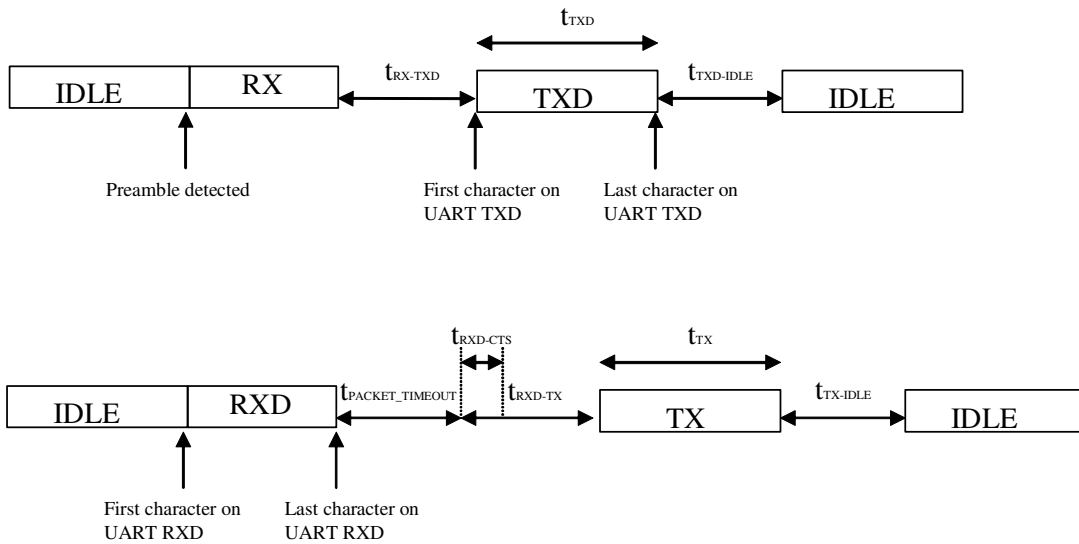 tTXD
IDLE RX tRX-TXD TXD tTXD-IDLE IDLE
Preamble detected
First character on
UART TXD
Last character on
UART TXD
tRXD-CTS
tTX
IDLE RXD tPACKET_TIMEOUT tRXD-TX TX tTX-IDLE IDLE
First character on
UART RXD
Last character on
UART RXD